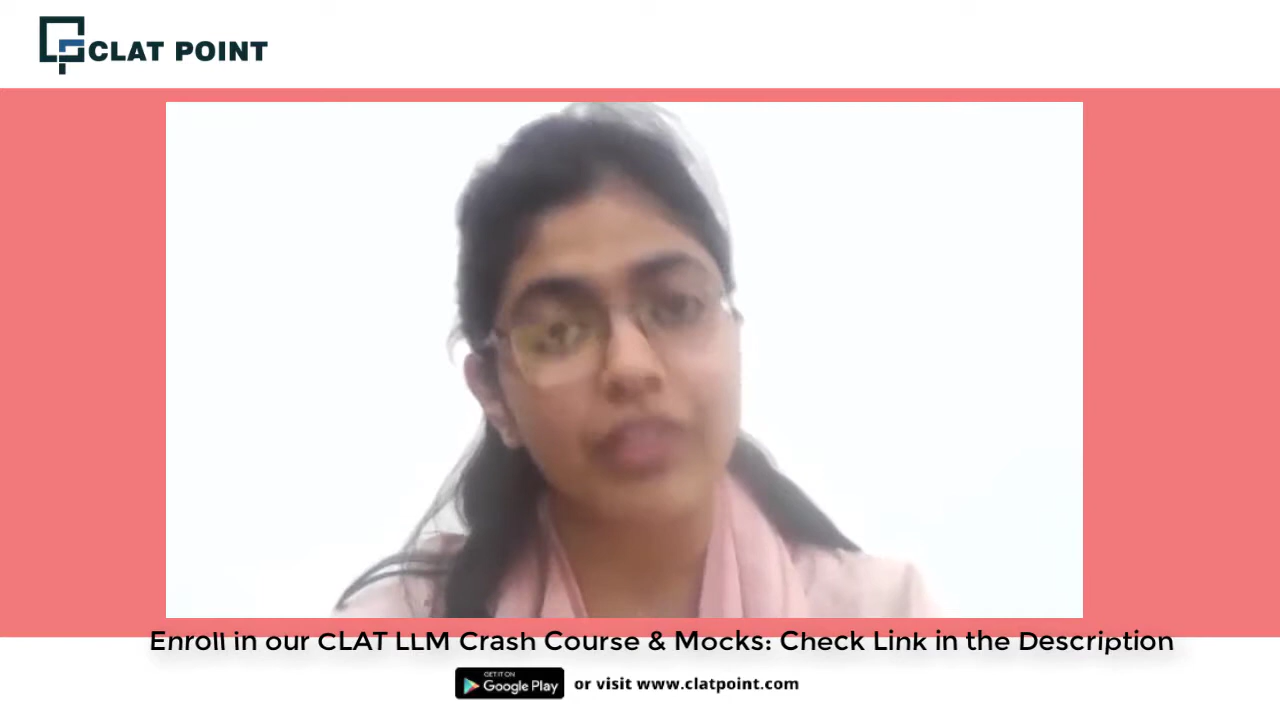 CLAT POINT
Enroll in our CLAT LLM Crash Course & Mocks: Check Link in the Description
GET IT ON
Google Play
or visit www.clatpoint.com